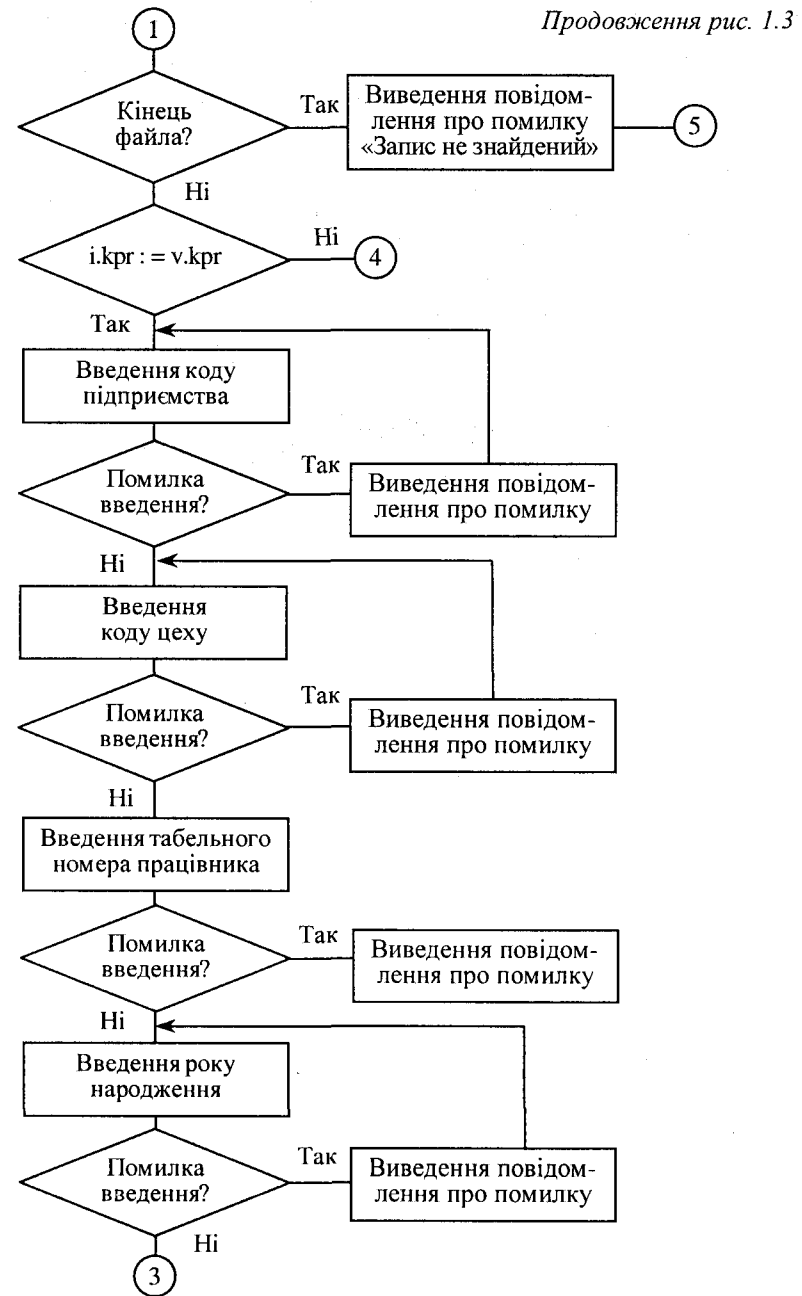 Продовження рис. 1.3
1
Кінець
файла?
Так
Виведення повідом-
лення про помилку
«Запис не знайдений»
5
Ні
i.kpr : = v.kpr
Ні
4
Так
Введення коду
підприємства
Помилка
введення?
Так
Виведення повідом-
лення про помилку
Ні
Введення
коду цеху
Помилка
введення?
Так
Виведення повідом-
лення про помилку
Ні
Введення табельного
номера працівника
Помилка
введення?
Так
Виведення повідом-
лення про помилку
Ні
Введення року
народження
Помилка
введення?
Так
Виведення повідом-
лення про помилку
Ні
3